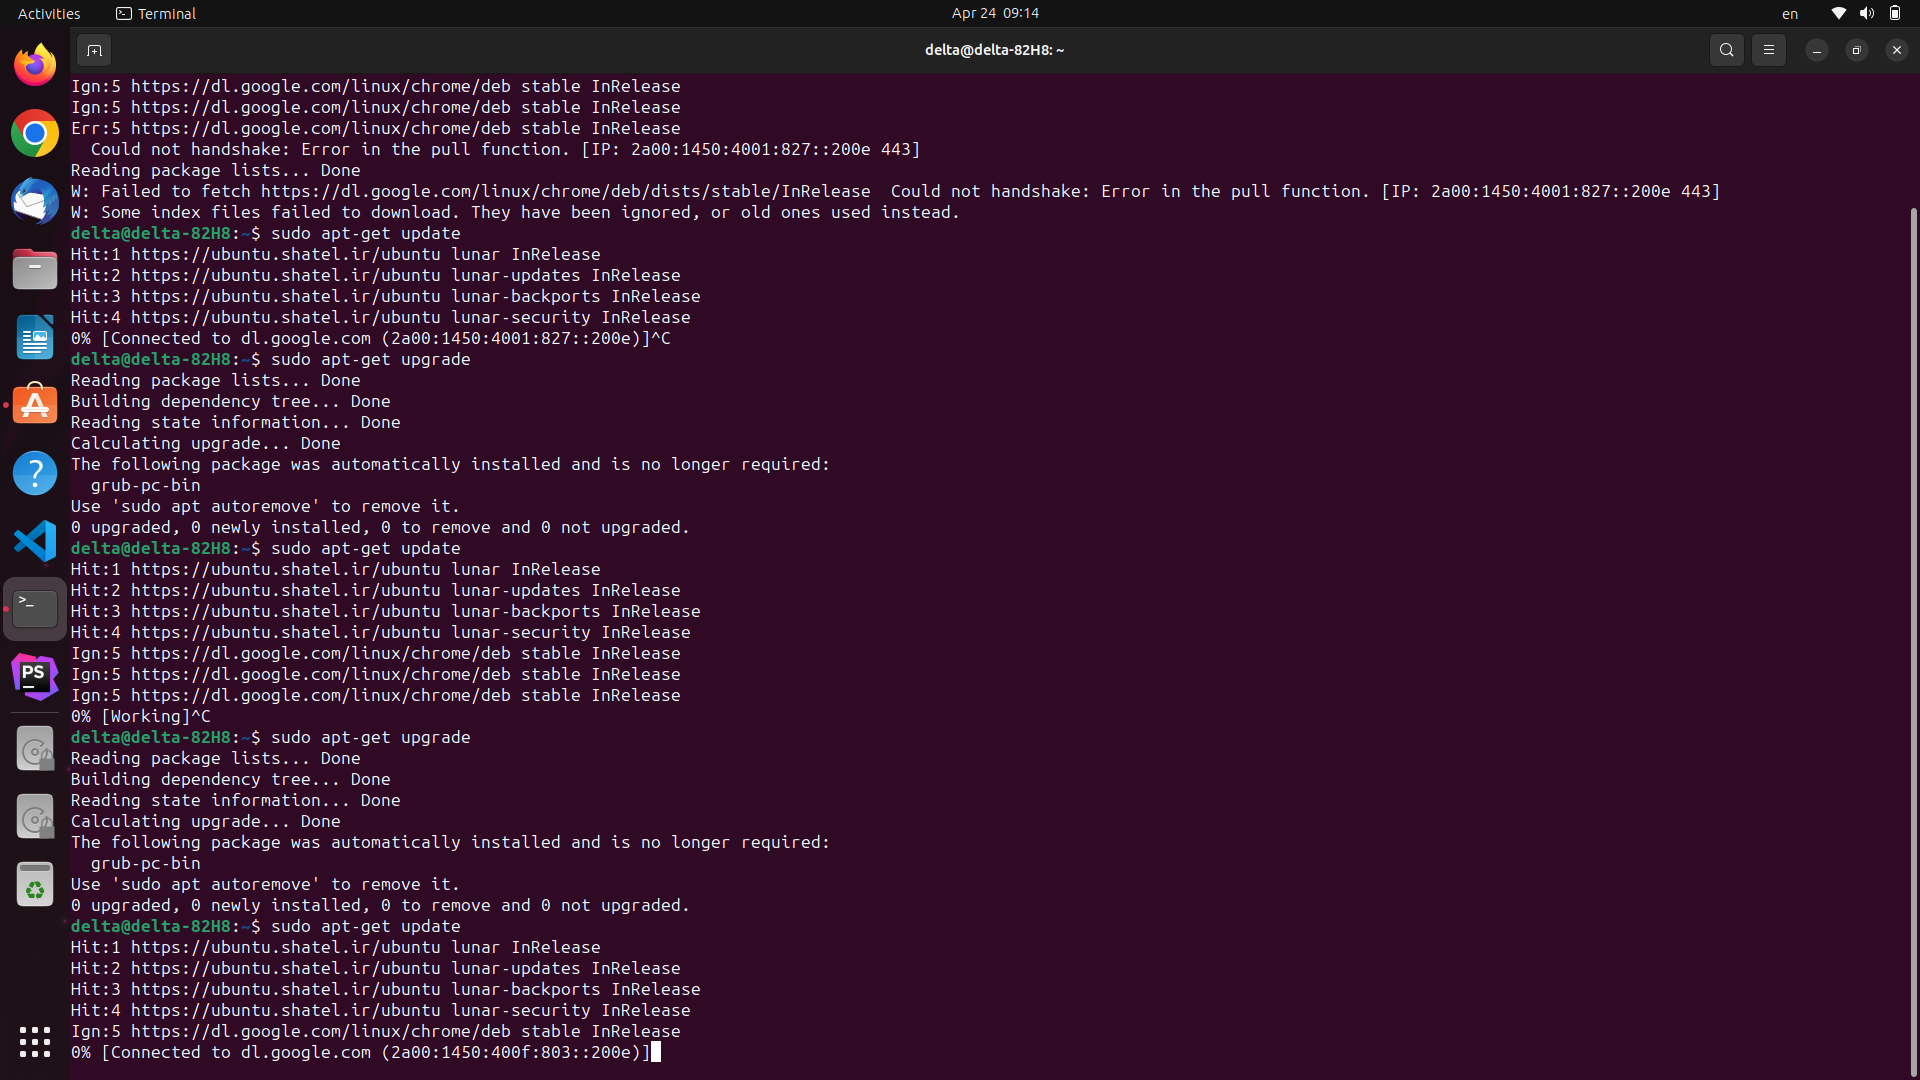 Activities
Terminal
Apr 24 09:14
en
delta@delta-82H8: ~
Ign:5 https://dl.google.com/linux/chrome/deb stable InRelease
Ign:5 https://dl.google.com/linux/chrome/deb stable InRelease
Err:5 https://dl.google.com/linux/chrome/deb stable InRelease
  Could not handshake: Error in the pull function. [IP: 2a00:1450:4001:827::200e 443]
Reading package lists... Done
W: Failed to fetch https://dl.google.com/linux/chrome/deb/dists/stable/InRelease  Could not handshake: Error in the pull function. [IP: 2a00:1450:4001:827::200e 443]
W: Some index files failed to download. They have been ignored, or old ones used instead.
delta@delta-82H8:~$ sudo apt-get update
Hit:1 https://ubuntu.shatel.ir/ubuntu lunar InRelease
Hit:2 https://ubuntu.shatel.ir/ubuntu lunar-updates InRelease
Hit:3 https://ubuntu.shatel.ir/ubuntu lunar-backports InRelease
Hit:4 https://ubuntu.shatel.ir/ubuntu lunar-security InRelease
0% [Connected to dl.google.com (2a00:1450:4001:827::200e)]^C
delta@delta-82H8:~$ sudo apt-get upgrade
Reading package lists... Done
Building dependency tree... Done
Reading state information... Done
Calculating upgrade... Done
The following package was automatically installed and is no longer required:
  grub-pc-bin
Use 'sudo apt autoremove' to remove it.
0 upgraded, 0 newly installed, 0 to remove and 0 not upgraded.
delta@delta-82H8:~$ sudo apt-get update
Hit:1 https://ubuntu.shatel.ir/ubuntu lunar InRelease
Hit:2 https://ubuntu.shatel.ir/ubuntu lunar-updates InRelease
Hit:3 https://ubuntu.shatel.ir/ubuntu lunar-backports InRelease
Hit:4 https://ubuntu.shatel.ir/ubuntu lunar-security InRelease
Ign:5 https://dl.google.com/linux/chrome/deb stable InRelease
Ign:5 https://dl.google.com/linux/chrome/deb stable InRelease
Ign:5 https://dl.google.com/linux/chrome/deb stable InRelease
0% [Working]^C
delta@delta-82H8:~$ sudo apt-get upgrade
Reading package lists... Done
Building dependency tree... Done
Reading state information... Done
Calculating upgrade... Done
The following package was automatically installed and is no longer required:
  grub-pc-bin
Use 'sudo apt autoremove' to remove it.
0 upgraded, 0 newly installed, 0 to remove and 0 not upgraded.
delta@delta-82H8:~$ sudo apt-get update
Hit:1 https://ubuntu.shatel.ir/ubuntu lunar InRelease
Hit:2 https://ubuntu.shatel.ir/ubuntu lunar-updates InRelease
Hit:3 https://ubuntu.shatel.ir/ubuntu lunar-backports InRelease
Hit:4 https://ubuntu.shatel.ir/ubuntu lunar-security InRelease
Ign:5 https://dl.google.com/linux/chrome/deb stable InRelease
0% [Connected to dl.google.com (2a00:1450:400f:803::200e)]
PS